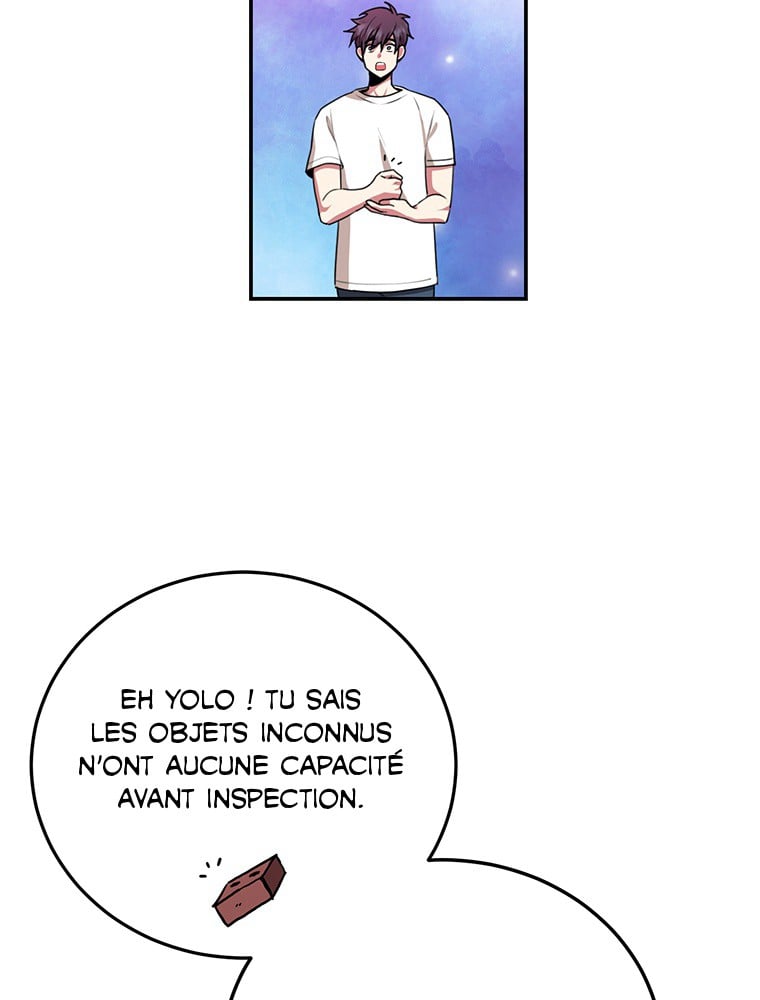 EH YOLO ! TU SAIS
LES OBJETS INCONNUS
N'ONT AUCUNE CAPACITÉ
AVANT INSPECTION.